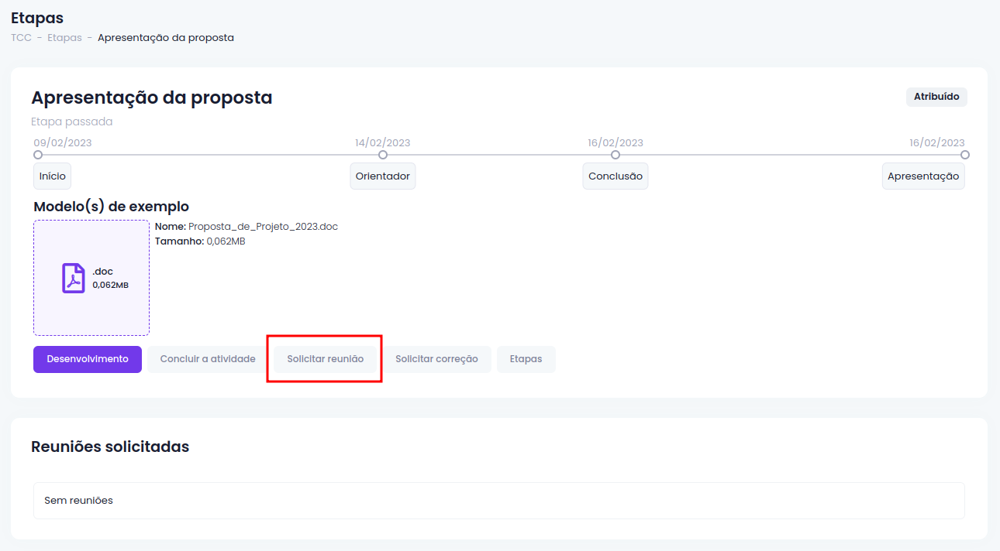 Etapas
TCC - Etapas - Apresentação da proposta
Apresentação da proposta
Atribuído
Etapa passada
09/02/2023 14/02/2023 16/02/2023 16/02/2023
Início Orientador Conclusão Apresentação
Modelo(s) de exemplo
Nome: Proposta_de_Projeto_2023.doc
Tamanho: 0,062MB
.doc
0,062MB
Desenvolvimento Concluir a atividade Solicitar reunião Solicitar correção Etapas
Reuniões solicitadas
Sem reuniões